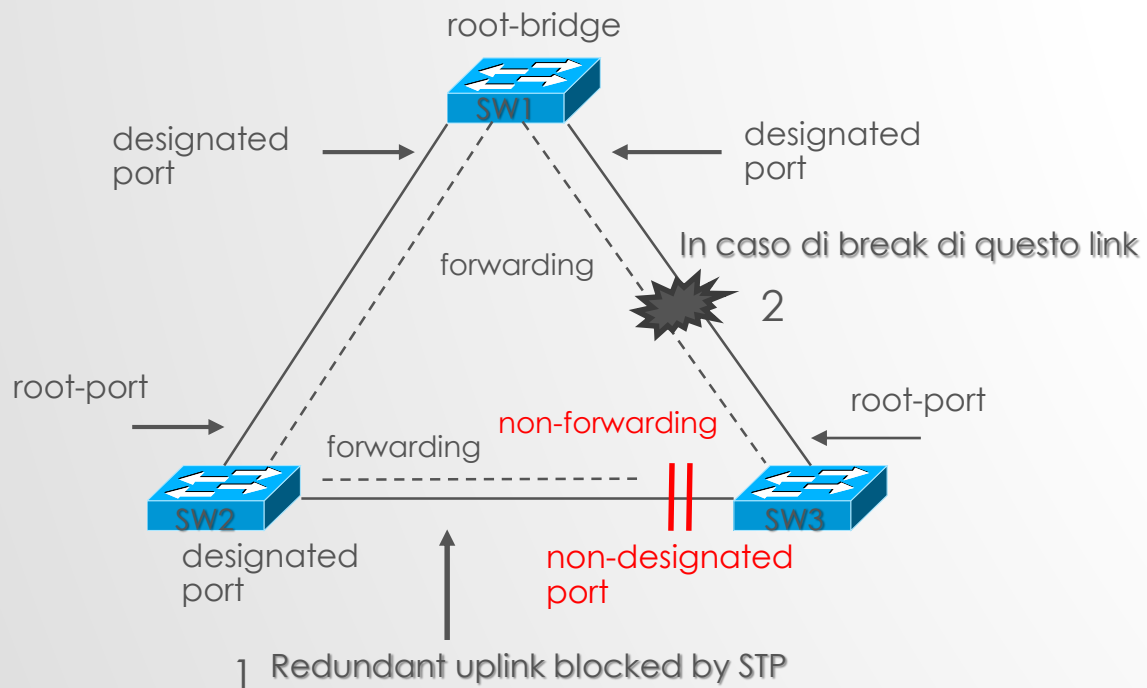 root-bridge
SW1
designated
port
designated
port
In caso di break di questo link
forwarding
2
root-port
root-port
non-forwarding
forwarding
SW2
SW3
designated
port
non-designated
port
1 Redundant uplink blocked by STP